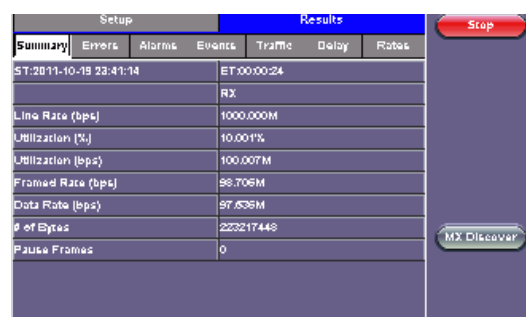 Setup Results Stop
Summary Errors Alarms Events Traffic Delay Rates
ST:2011-10-19 23:41:14 ET:00:00:24
RX
Line Rate (bps) 1000.000M
Utilization (%) 10.001%
Utilization (bps) 100.007M
Framed Rate (bps) 98.706M
Data Rate (bps) 97.636M
# of Bytes 223217448
MX Discover
Pause Frames 0